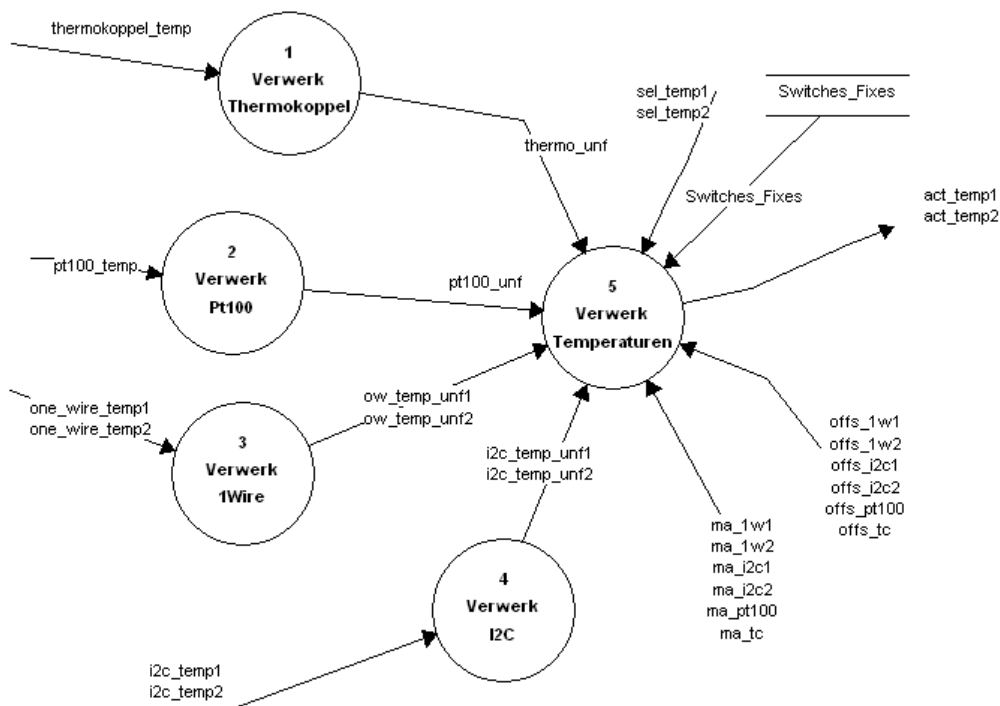 thermokoppel_temp
1
Verwerk
Thermokoppel
thermo_unf
sel_temp1
sel_temp2
Switches_Fixes
Switches_Fixes
act_temp1
act_temp2
pt100_temp
2
Verwerk
Pt100
pt100_unf
5
Verwerk
Temperaturen
one_wire_temp1
one_wire_temp2
3
Verwerk
1Wire
ow_temp_unf1
ow_temp_unf2
i2c_temp_unf1
i2c_temp_unf2
offs_1w1
offs_1w2
offs_i2c1
offs_i2c2
offs_pt100
offs_tc
ma_1w1
ma_1w2
ma_i2c1
ma_i2c2
ma_pt100
ma_tc
4
Verwerk
I2C
i2c_temp1
i2c_temp2